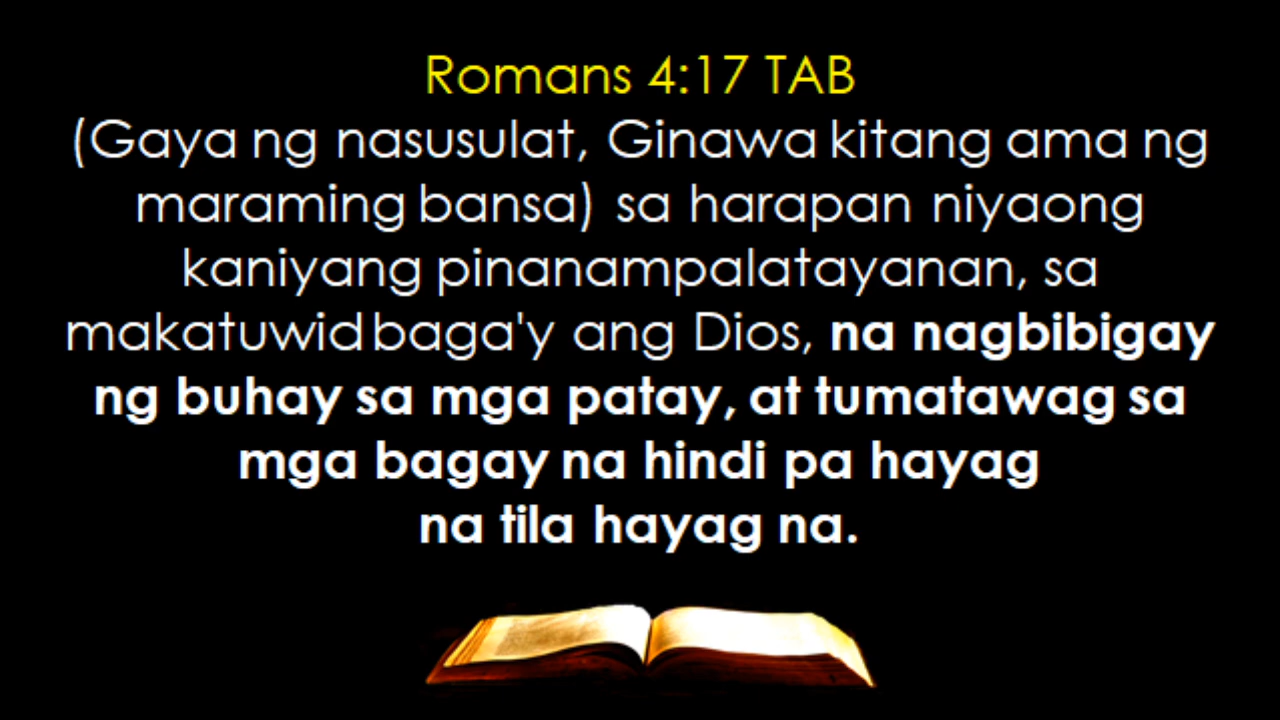 Romans 4:17 TAB
(Gaya ng nasusulat, Ginawa kitang ama ng
maraming bansa) sa harapan niyaong
kaniyang pinanampalatayanan, sa
makatuwid baga'y ang Dios, na nagbibigay
ng buhay sa mga patay, at tumatawag sa
mga bagay na hindi pa hayag
na tila hayag na.